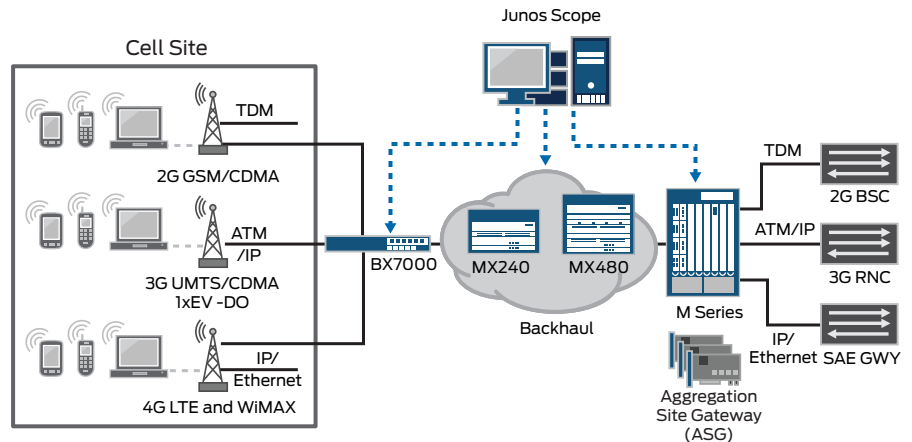 Junos Scope
Cell Site
TDM
2G GSM/CDMA
ATM
/IP
3G UMTS/CDMA
1xEV -DO
IP/
Ethernet
4G LTE and WiMAX
BX7000
MX240
MX480
Backhaul
M Series
TDM
2G BSC
ATM/IP
3G RNC
IP/
Ethernet
SAE GWY
Aggregation
Site Gateway
(ASG)